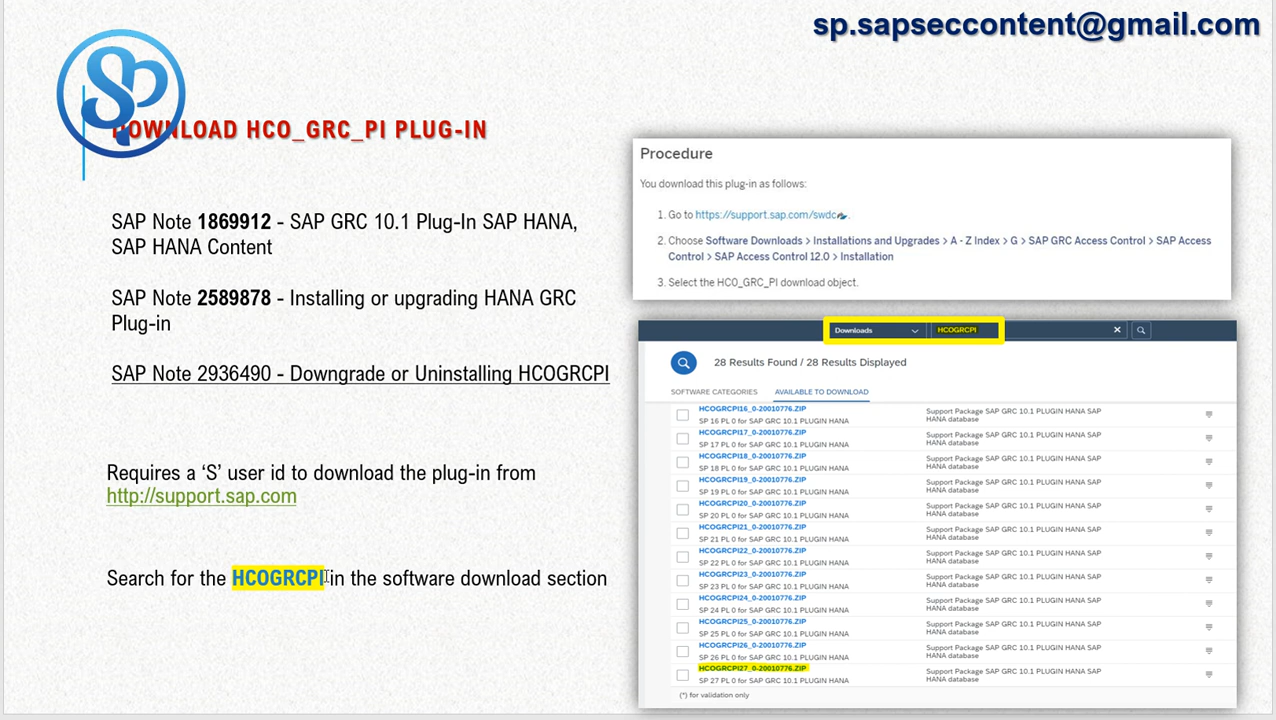 sp.sapseccontent@gmail.com
Sp
DOWNLOAD HCO_GRC_PI PLUG-IN
SAP Note 1869912 - SAP GRC 10.1 Plug-In SAP HANA,
SAP HANA Content
SAP Note 2589878 - Installing or upgrading HANA GRC
Plug-in
SAP Note 2936490 - Downgrade or Uninstalling HCOGRCPI
Requires a ‘S’ user id to download the plug-in from
http://support.sap.com
Search for the HCOGRCPI in the software download section
Procedure
You download this plug-in as follows:
1. Go to https://support.sap.com/swdc.
2. Choose Software Downloads > Installations and Upgrades > A - Z Index > G > SAP GRC Access Control > SAP Access
Control > SAP Access Control 12.0 > Installation
3. Select the HCO_GRC_PI download object.
Downloads HCOGRCPI
28 Results Found / 28 Results Displayed
SOFTWARE CATEGORIES AVAILABLE TO DOWNLOAD
HCOGRCPI16_0-20010776.ZIP Support Package SAP GRC 10.1 PLUGIN HANA SAP
SP 16 PL 0 for SAP GRC 10.1 PLUGIN HANA HANA database
HCOGRCPI17_0-20010776.ZIP Support Package SAP GRC 10.1 PLUGIN HANA SAP
SP 17 PL 0 for SAP GRC 10.1 PLUGIN HANA HANA database
HCOGRCPI18_0-20010776.ZIP Support Package SAP GRC 10.1 PLUGIN HANA SAP
SP 18 PL 0 for SAP GRC 10.1 PLUGIN HANA HANA database
HCOGRCPI19_0-20010776.ZIP Support Package SAP GRC 10.1 PLUGIN HANA SAP
SP 19 PL 0 for SAP GRC 10.1 PLUGIN HANA HANA database
HCOGRCPI20_0-20010776.ZIP Support Package SAP GRC 10.1 PLUGIN HANA SAP
SP 20 PL 0 for SAP GRC 10.1 PLUGIN HANA HANA database
HCOGRCPI21_0-20010776.ZIP Support Package SAP GRC 10.1 PLUGIN HANA SAP
SP 21 PL 0 for SAP GRC 10.1 PLUGIN HANA HANA database
HCOGRCPI22_0-20010776.ZIP Support Package SAP GRC 10.1 PLUGIN HANA SAP
SP 22 PL 0 for SAP GRC 10.1 PLUGIN HANA HANA database
HCOGRCPI23_0-20010776.ZIP Support Package SAP GRC 10.1 PLUGIN HANA SAP
SP 23 PL 0 for SAP GRC 10.1 PLUGIN HANA HANA database
HCOGRCPI24_0-20010776.ZIP Support Package SAP GRC 10.1 PLUGIN HANA SAP
SP 24 PL 0 for SAP GRC 10.1 PLUGIN HANA HANA database
HCOGRCPI25_0-20010776.ZIP Support Package SAP GRC 10.1 PLUGIN HANA SAP
SP 25 PL 0 for SAP GRC 10.1 PLUGIN HANA HANA database
HCOGRCPI26_0-20010776.ZIP Support Package SAP GRC 10.1 PLUGIN HANA SAP
SP 26 PL 0 for SAP GRC 10.1 PLUGIN HANA HANA database
HCOGRCPI27_0-20010776.ZIP Support Package SAP GRC 10.1 PLUGIN HANA SAP
SP 27 PL 0 for SAP GRC 10.1 PLUGIN HANA HANA database
(*) for validation only